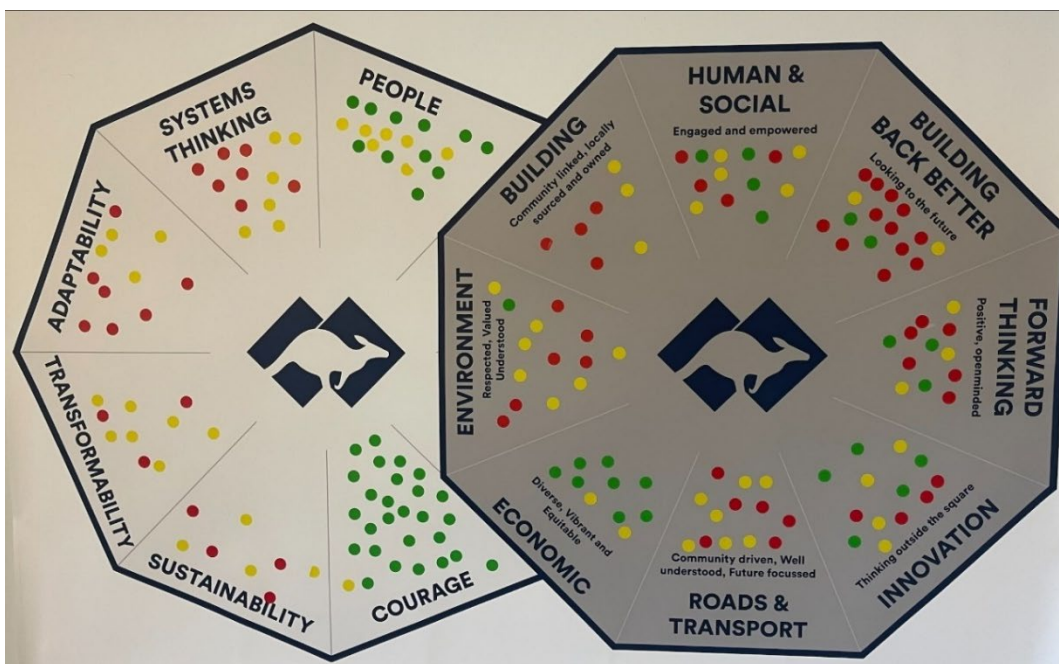 PEOPLE
SYSTEMS
THINKING
ADAPTABILITY
TRANSFORMABILITY
SUSTAINABILITY
COURAGE
HUMAN &
SOCIAL
Engaged and empowered
BUILDING
BACK BETTER
Looking to the future
FORWARD
THINKING
Positive, openminded
INNOVATION
Thinking outside the square
Community driven, Well
understood, Future focussed
ROADS &
TRANSPORT
ECONOMIC
Diverse, Vibrant and
Equitable
ENVIRONMENT
Respected, Valued
Understood
BUILDING
Community linked, locally
sourced and owned